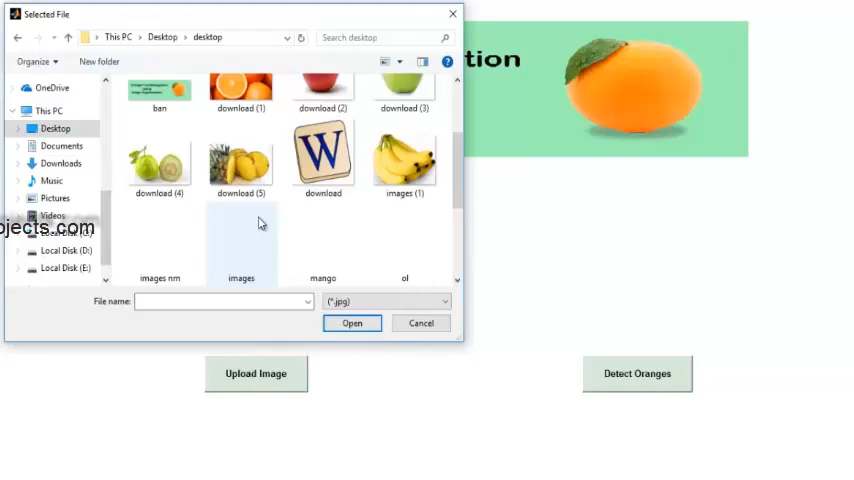 Selected File
This PC
Desktop
desktop
Search desktop
Organize
New folder
OneDrive
This PC
Desktop
Documents
Downloads
Music
Pictures
Videos
Local Disk (D:)
Local Disk (E:)
ojects.com
ban
download (1)
download (2)
download (3)
W
download (4)
download (5)
download
images (1)
images nm
images
mango
ol
File name:
(*.jpg)
Open
Cancel
tion
Upload Image
Detect Oranges